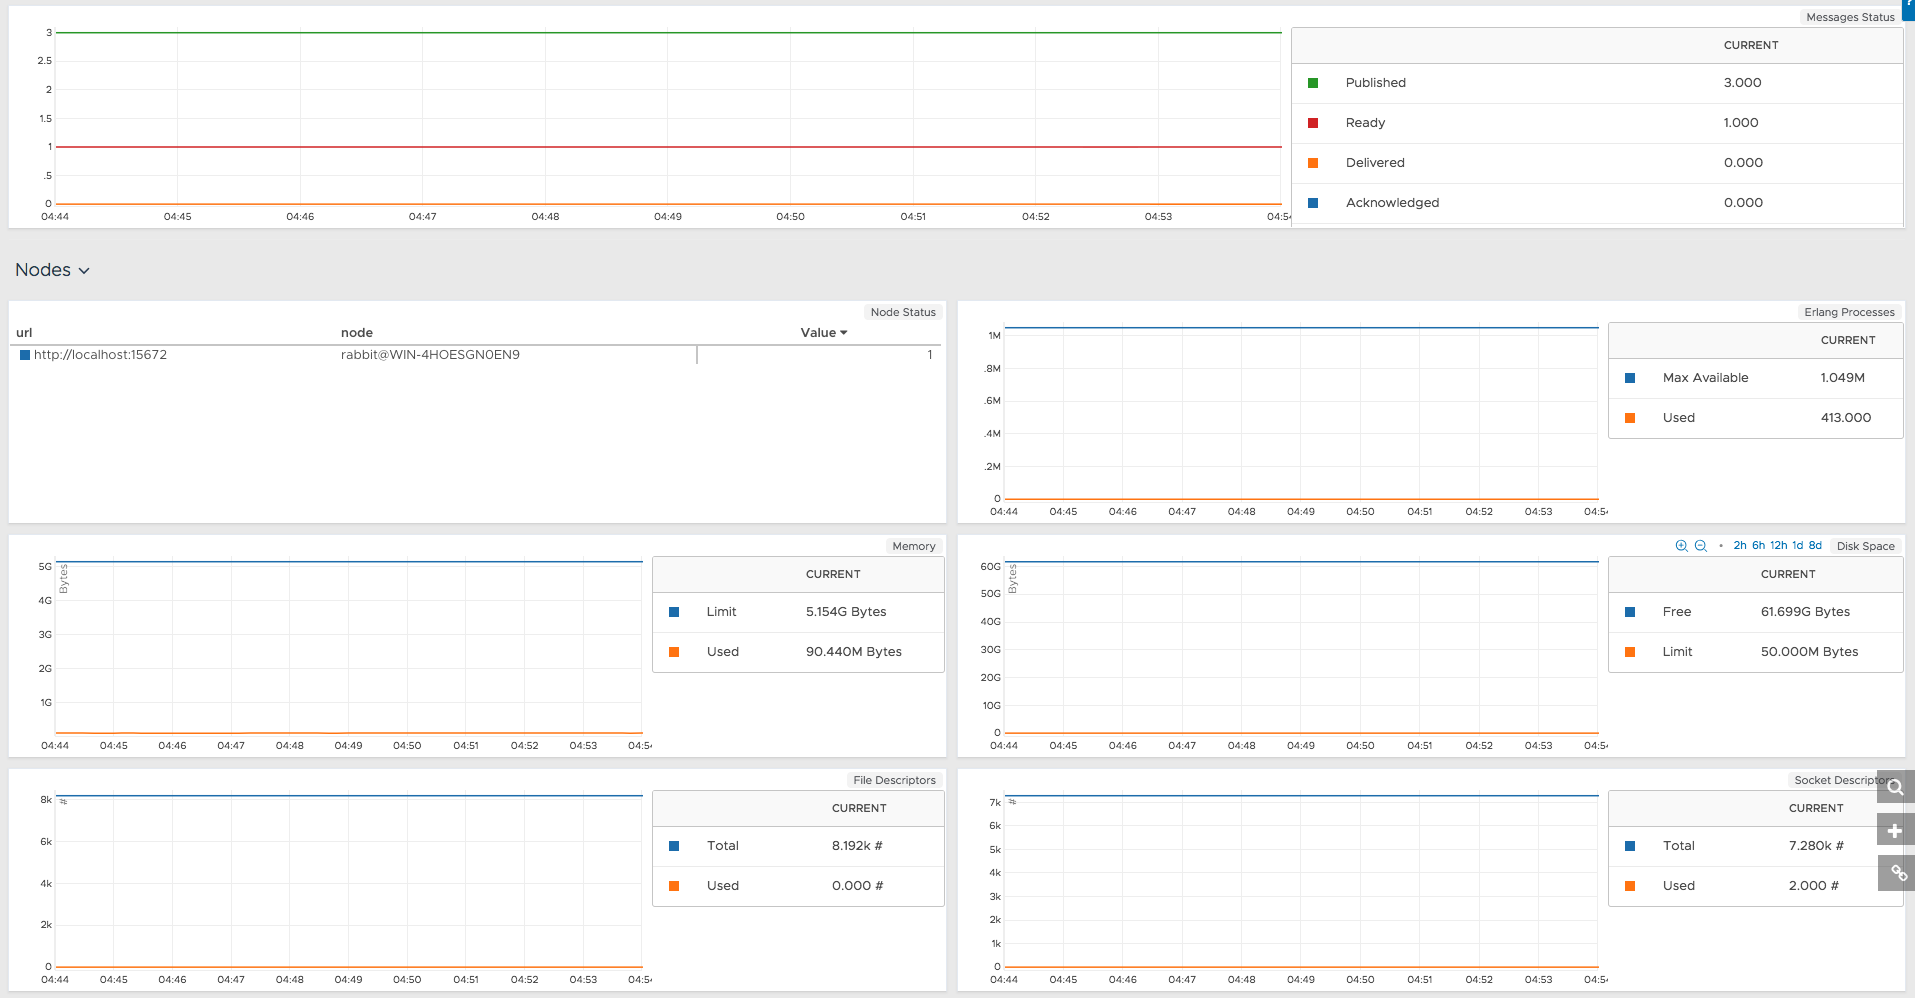 ?
Messages Status
3
2.5
2
1.5
1
.5
0
04:44 04:45 04:46 04:47 04:48 04:49 04:50 04:51 04:52 04:53 04:54
CURRENT
Published 3.000
Ready 1.000
Delivered 0.000
Acknowledged 0.000
Nodes
Node Status
url node Value
http://localhost:15672 rabbit@WIN-4HOESGN0EN9 1
Erlang Processes
1M
.8M
.6M
.4M
.2M
0
04:44 04:45 04:46 04:47 04:48 04:49 04:50 04:51 04:52 04:53 04:54
CURRENT
Max Available 1.049M
Used 413.000
Memory
Bytes
5G
4G
3G
2G
1G
04:44 04:45 04:46 04:47 04:48 04:49 04:50 04:51 04:52 04:53 04:54
CURRENT
Limit 5.154G Bytes
Used 90.440M Bytes
2h 6h 12h 1d 8d Disk Space
Bytes
60G
50G
40G
30G
20G
10G
0
04:44 04:45 04:46 04:47 04:48 04:49 04:50 04:51 04:52 04:53 04:54
CURRENT
Free 61.699G Bytes
Limit 50.000M Bytes
File Descriptors
#
8k
6k
4k
2k
0
04:44 04:45 04:46 04:47 04:48 04:49 04:50 04:51 04:52 04:53 04:54
CURRENT
Total 8.192k #
Used 0.000 #
Socket Descriptors
#
7k
6k
5k
4k
3k
2k
1k
0
04:44 04:45 04:46 04:47 04:48 04:49 04:50 04:51 04:52 04:53 04:54
CURRENT
Total 7.280k #
Used 2.000 #